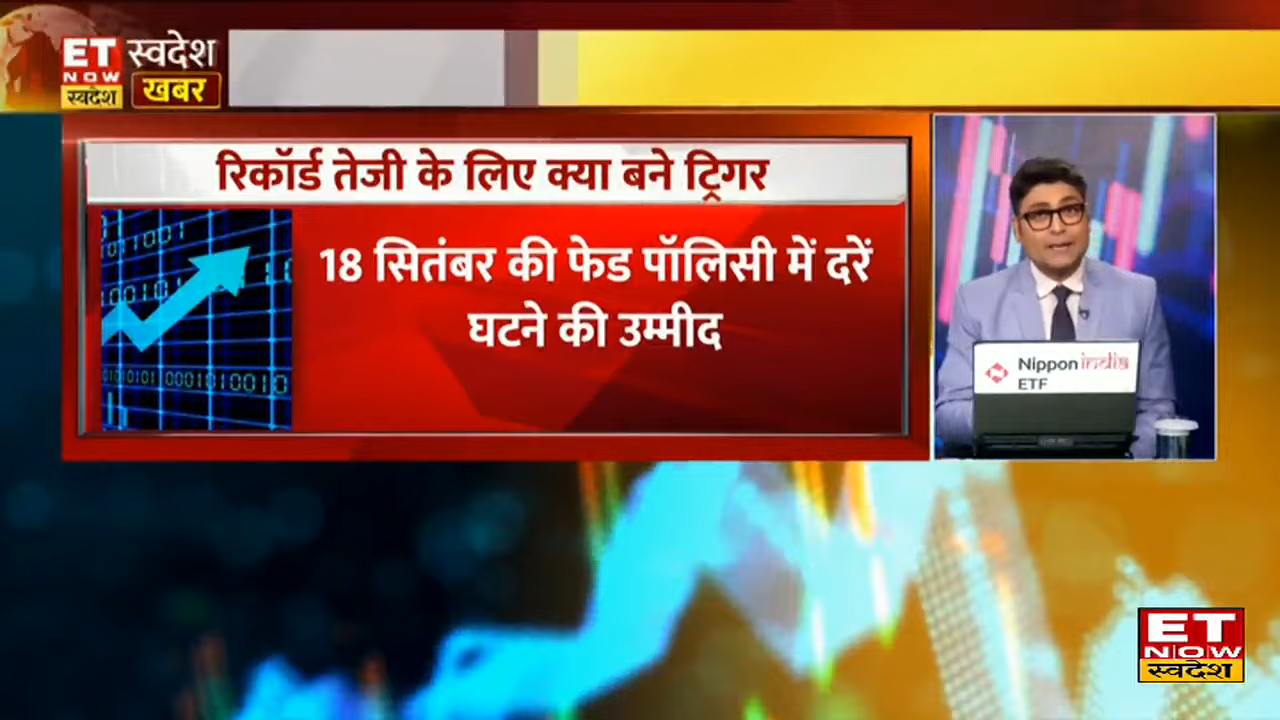 ET स्वदेश
NOW
स्वदेश खबर
रिकॉर्ड तेजी के लिए क्या बने ट्रिगर
18 सितंबर की फेड पॉलिसी में दरें
घटने की उम्मीद
Nippon india
ETF
ET
NOW
स्वदेश